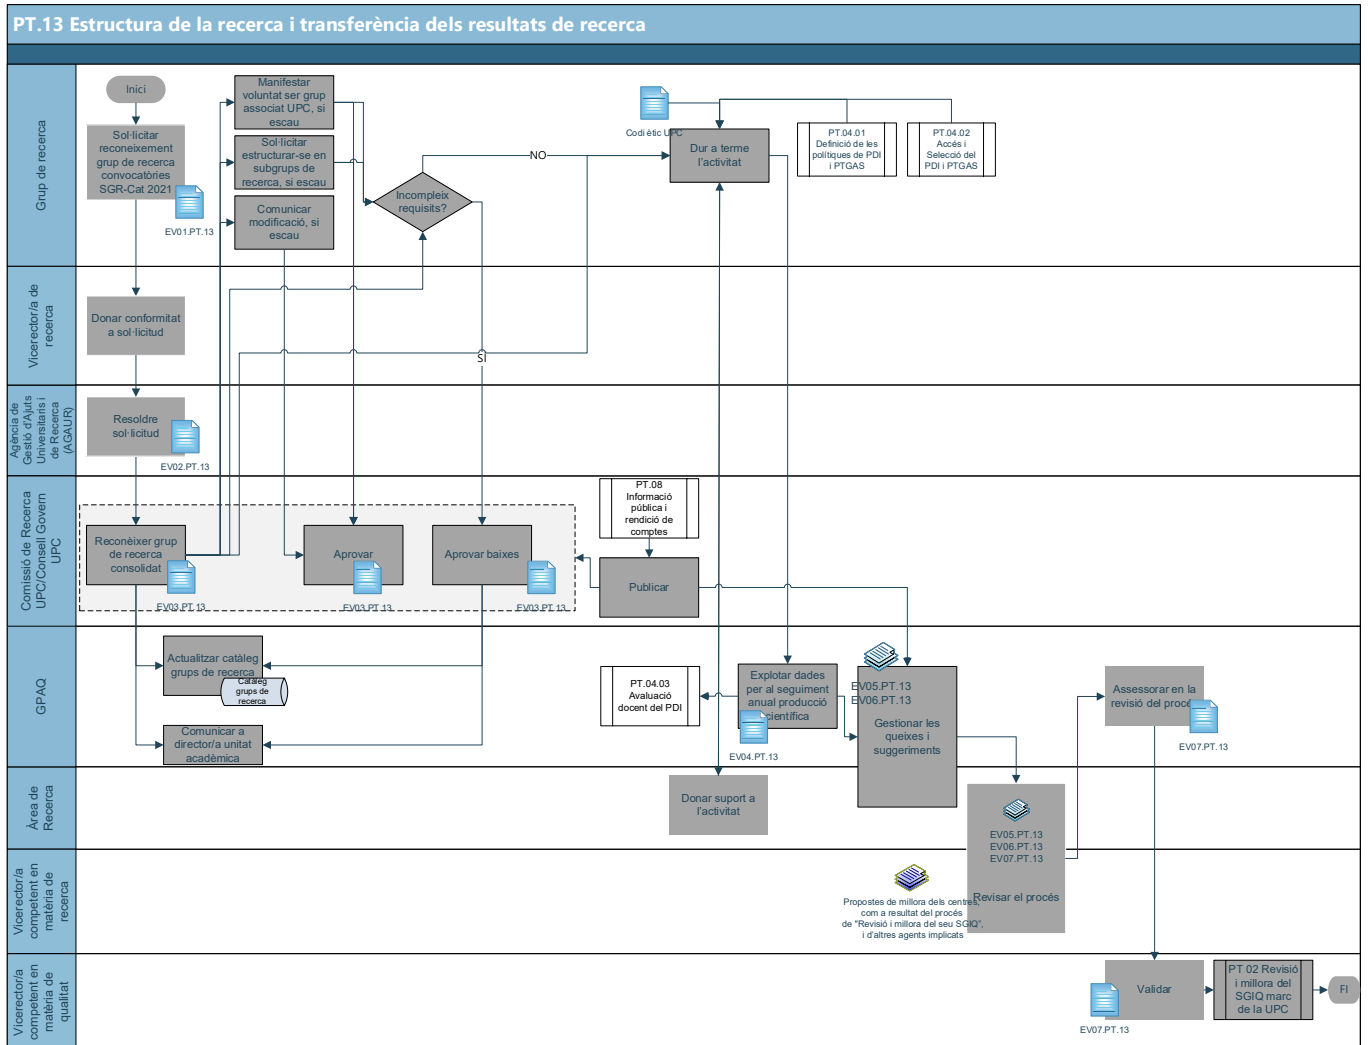 PT.13 Estructura de la recerca i transferència dels resultats de recerca
Grup de recerca
Inici
Sol·licitar
reconeixement
grup de recerca
convocatòries
SGR-Cat 2021
EV01.PT.13
Manifestar
voluntat ser grup
associat UPC, si
escau
Sol·licitar
estructurar-se en
subgrups de
recerca, si escau
Comunicar
modificació, si
escau
Incompleix
requisits?
NO
SÍ
Codi ètic UPC
Dur a terme
l'activitat
PT.04.01
Definició de les
polítiques de PDI
i PTGAS
PT.04.02
Accés i
Selecció del
PDI i PTGAS
Vicerector/a de
recerca
Donar conformitat
a sol·licitud
Agència de
Gestió d'Ajuts
Universitaris i
de Recerca
(AGAUR)
Resoldre
sol·licitud
EV02.PT.13
Comissió de Recerca
UPC/Consell Govern
UPC
Reconèixer grup
de recerca
consolidat
EV03.PT.13
Aprovar
EV03.PT.13
Aprovar baixes
EV03.PT.13
PT.08
Informació
pública i
rendició de
comptes
Publicar
GPAQ
Actualitzar catàleg
grups de recerca
Catàleg
grups de
recerca
Comunicar a
director/a unitat
acadèmica
PT.04.03
Avaluació
docent del PDI
Explotar dades
per al seguiment
anual producció
científica
EV04.PT.13
EV05.PT.13
EV06.PT.13
Gestionar les
queixes i
suggeriments
Assessorar en la
revisió del procés
EV07.PT.13
Àrea de
Recerca
Donar suport a
l'activitat
EV05.PT.13
EV06.PT.13
EV07.PT.13
Revisar el procés
Vicerector/a
competent en
matèria de
recerca
Propostes de millora dels centres,
com a resultat del procés
de "Revisió i millora del seu SGIQ",
i d'altres agents implicats
Vicerector/a
competent en
matèria de
qualitat
Validar
EV07.PT.13
PT 02 Revisió
i millora del
SGIQ marc
de la UPC
FI